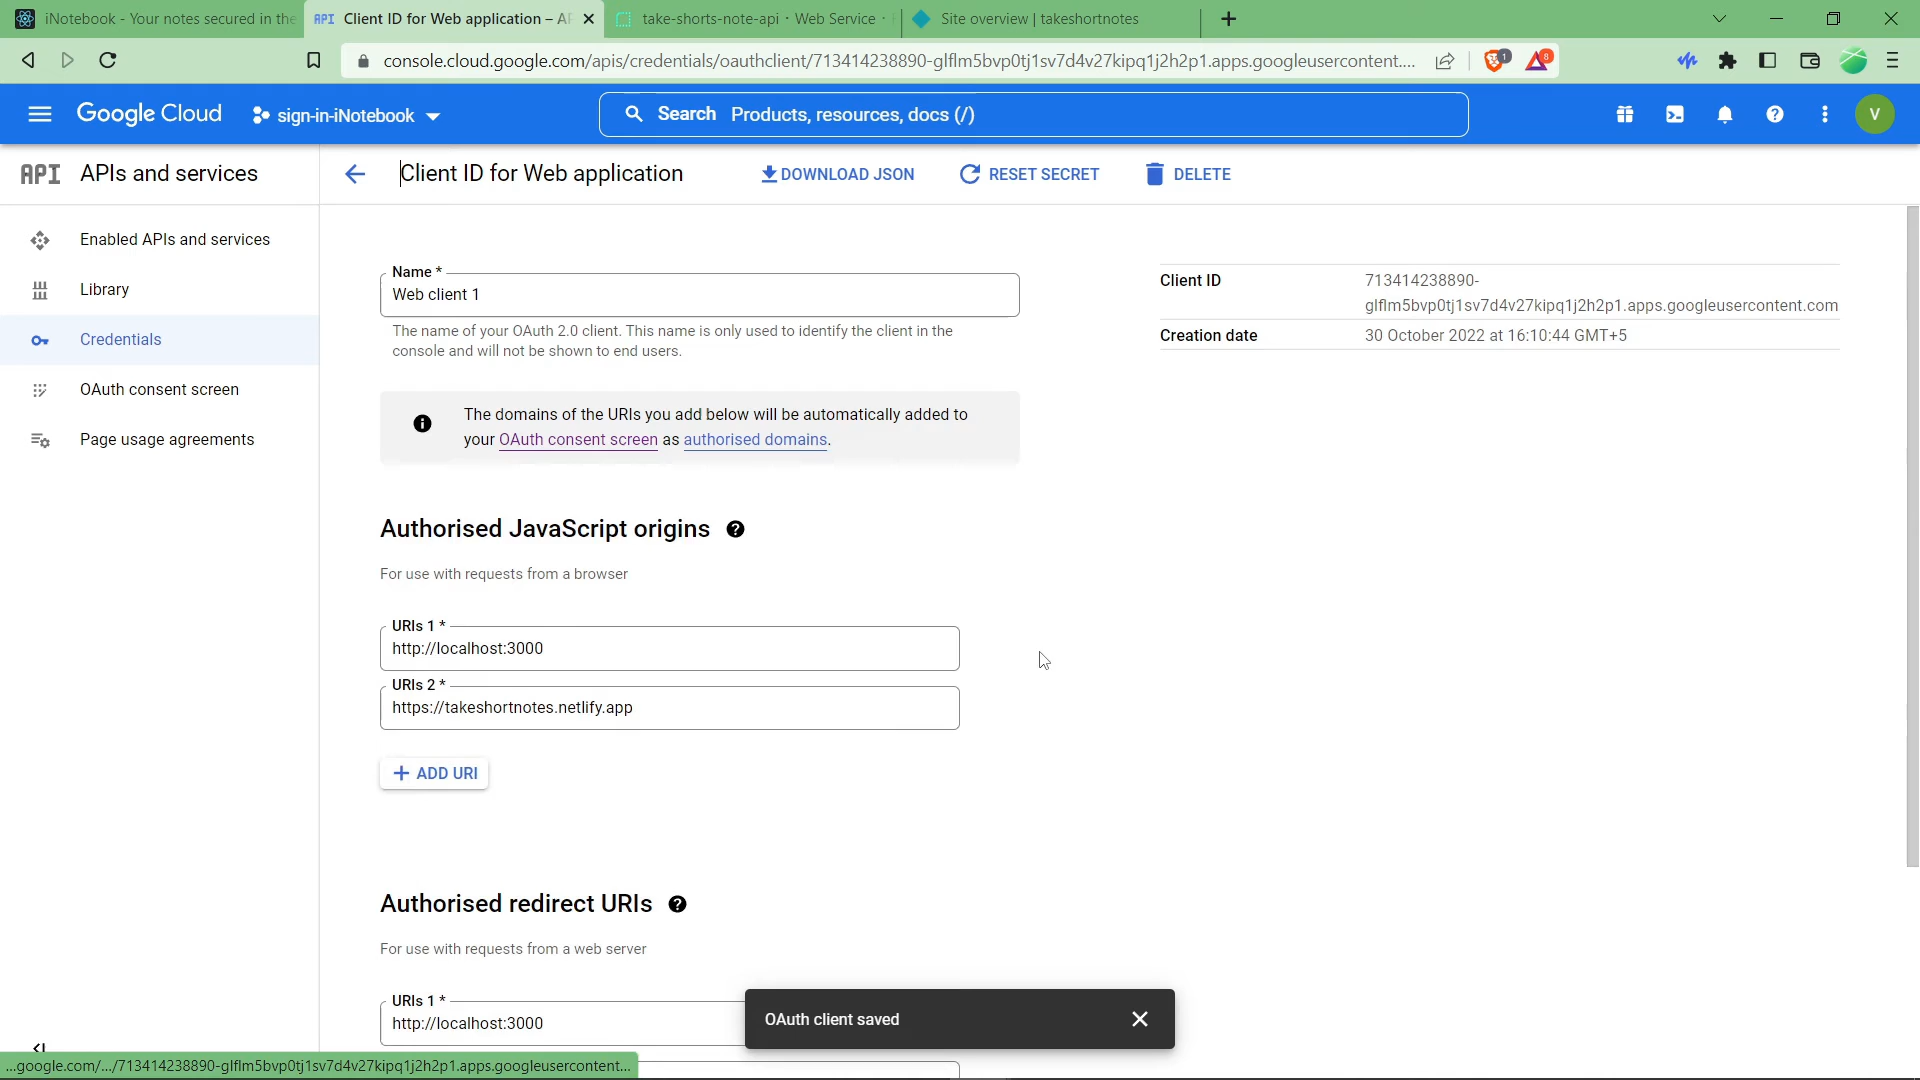 iNotebook - Your notes secured in the
API Client ID for Web application – AP
take-shorts-note-api · Web Service ·
Site overview | takeshortnotes
console.cloud.google.com/apis/credentials/oauthclient/713414238890-glflm5bvp0tj1sv7d4v27kipq1j2h2p1.apps.googleusercontent....
1
8
Google Cloud
sign-in-iNotebook
Search Products, resources, docs (/)
V
API APIs and services
Client ID for Web application
DOWNLOAD JSON
RESET SECRET
DELETE
Enabled APIs and services
Library
Credentials
OAuth consent screen
Page usage agreements
Name *
Web client 1
The name of your OAuth 2.0 client. This name is only used to identify the client in the
console and will not be shown to end users.
Client ID
713414238890-
glflm5bvp0tj1sv7d4v27kipq1j2h2p1.apps.googleusercontent.com
Creation date
30 October 2022 at 16:10:44 GMT+5
The domains of the URIs you add below will be automatically added to
your OAuth consent screen as authorised domains.
Authorised JavaScript origins
For use with requests from a browser
URIs 1 *
http://localhost:3000
URIs 2 *
https://takeshortnotes.netlify.app
ADD URI
Authorised redirect URIs
For use with requests from a web server
URIs 1 *
http://localhost:3000
OAuth client saved
...google.com/.../713414238890-glflm5bvp0tj1sv7d4v27kipq1j2h2p1.apps.googleusercontent...